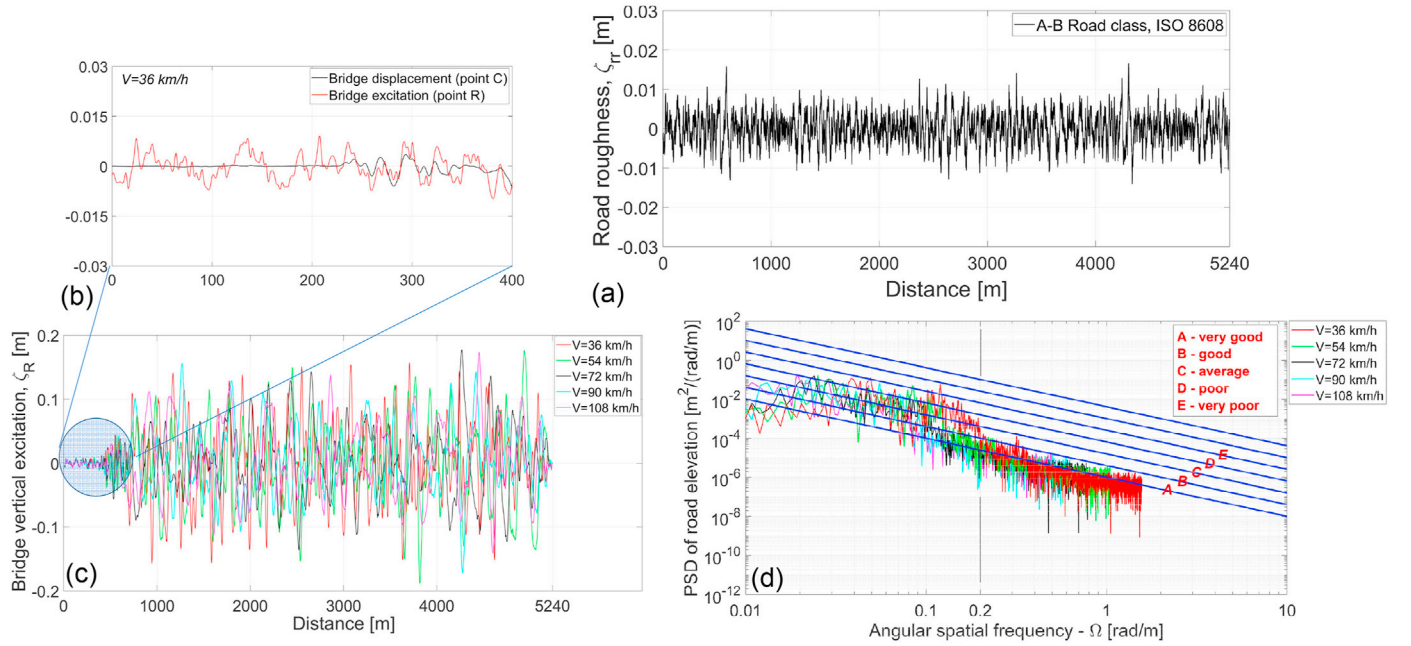 0.03
0.015
0
-0.015
-0.03
V=36 km/h
Bridge displacement (point C)
Bridge excitation (point R)
0
100
200
300
400
(b)
0.03
0.02
0.01
0
-0.01
-0.02
-0.03
Road roughness, ζrr [m]
A-B Road class, ISO 8608
0
1000
2000
3000
4000
5240
Distance [m]
(a)
0.2
0.1
0
-0.1
-0.2
Bridge vertical excitation, ζR [m]
V=36 km/h
V=54 km/h
V=72 km/h
V=90 km/h
V=108 km/h
(c)
0
1000
2000
3000
4000
5240
Distance [m]
10^2
10^0
10^-2
10^-4
10^-6
10^-8
10^-10
10^-12
PSD of road elevation [m^2/(rad/m)]
A - very good
B - good
C - average
D - poor
E - very poor
V=36 km/h
V=54 km/h
V=72 km/h
V=90 km/h
V=108 km/h
E
D
C
B
A
(d)
0.01
0.1
0.2
1
10
Angular spatial frequency - Ω [rad/m]